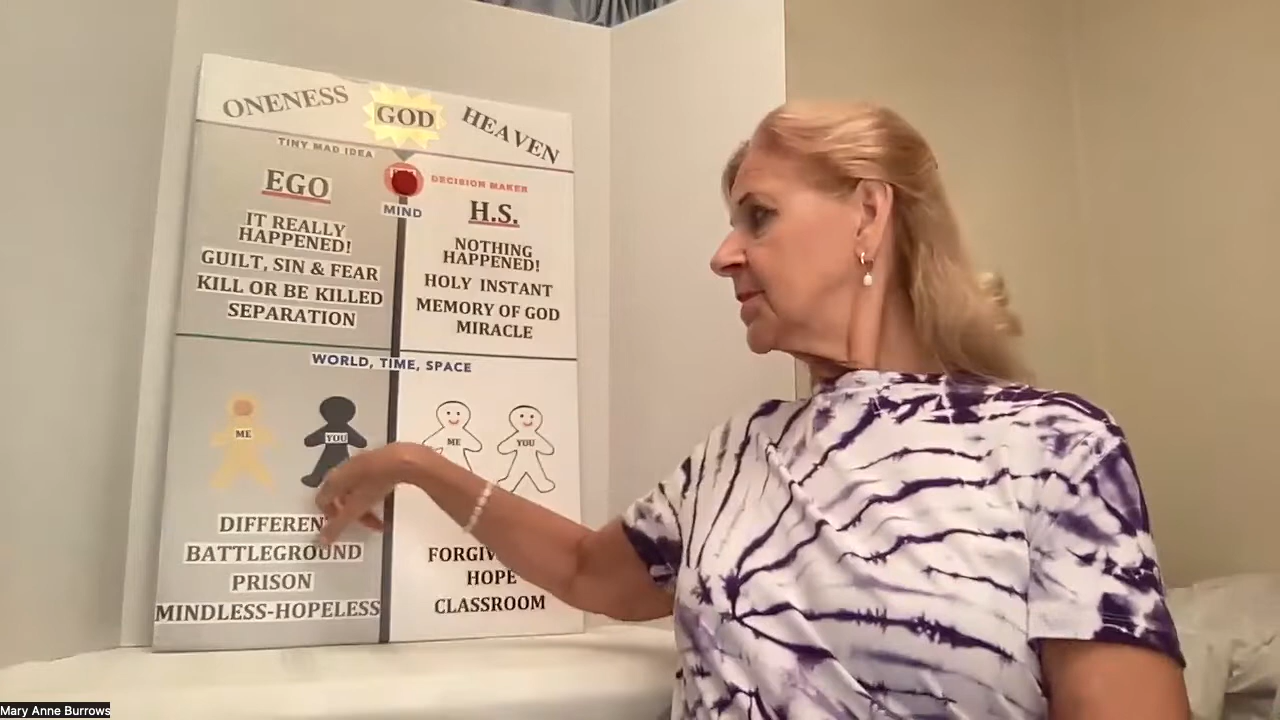 ONENESS GOD HEAVEN
TINY MAD IDEA
DECISION MAKER
MIND
EGO
IT REALLY
HAPPENED!
GUILT, SIN & FEAR
KILL OR BE KILLED
SEPARATION
H.S.
NOTHING
HAPPENED!
HOLY INSTANT
MEMORY OF GOD
MIRACLE
WORLD, TIME, SPACE
ME
YOU
ME
YOU
BATTLEGROUND
PRISON
MINDLESS-HOPELESS
HOPE
CLASSROOM
Mary Anne Burrows